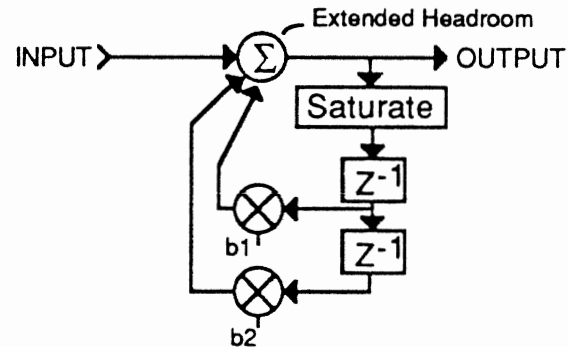 Extended Headroom
INPUT
Σ
OUTPUT
Saturate
Z-1
b1
Z-1
b2